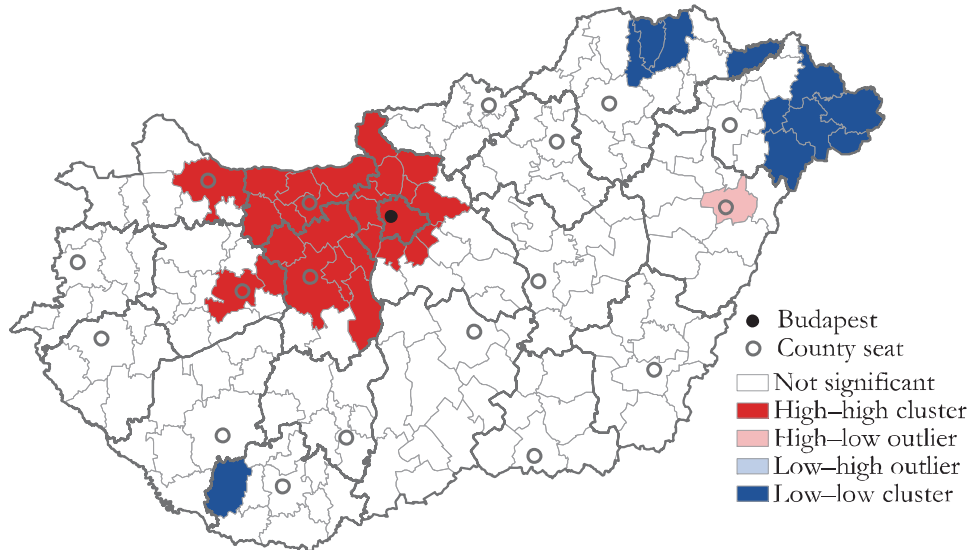 Budapest
County seat
Not significant
High–high cluster
High–low outlier
Low–high outlier
Low–low cluster